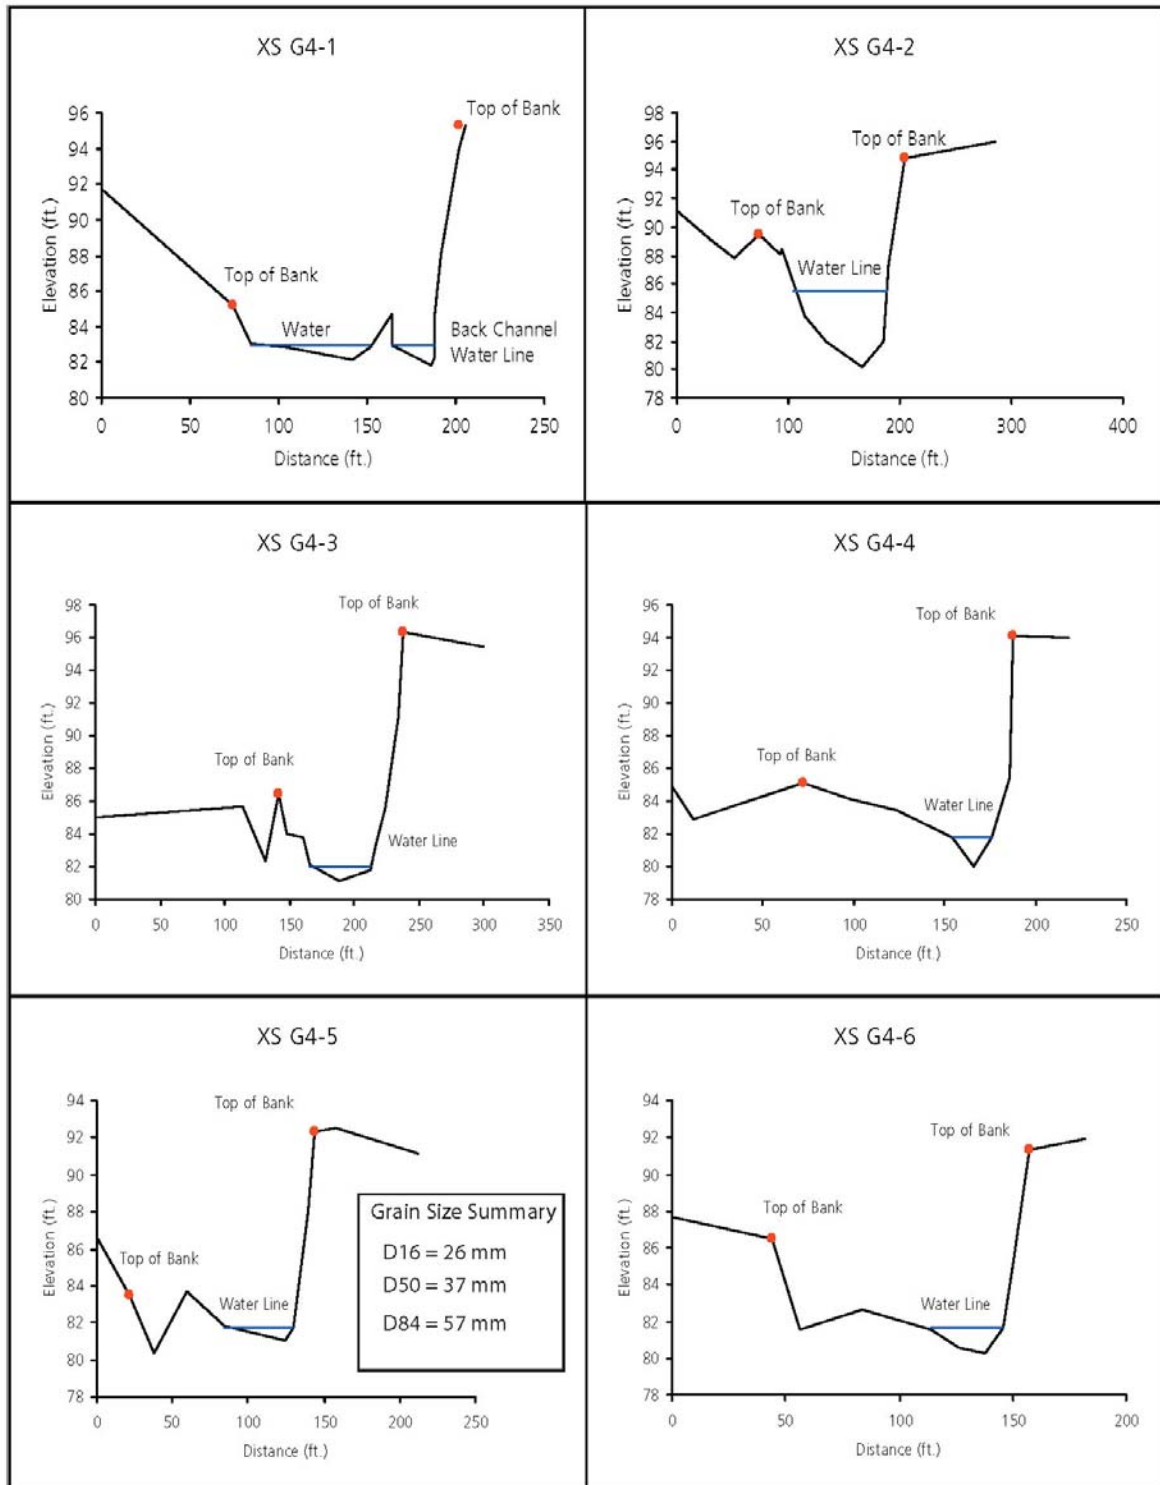 XS G4-1
96
94
92
90
88
86
84
82
80
Elevation (ft.)
Top of Bank
Top of Bank
Water
Back Channel
Water Line
0 50 100 150 200 250
Distance (ft.)
XS G4-2
98
96
94
92
90
88
86
84
82
80
78
Elevation (ft.)
Top of Bank
Top of Bank
Water Line
0 100 200 300 400
Distance (ft.)
XS G4-3
98
96
94
92
90
88
86
84
82
80
Elevation (ft.)
Top of Bank
Top of Bank
Water Line
0 50 100 150 200 250 300 350
Distance (ft.)
XS G4-4
96
94
92
90
88
86
84
82
80
78
Elevation (ft.)
Top of Bank
Top of Bank
Water Line
0 50 100 150 200 250
Distance (ft.)
XS G4-5
94
92
90
88
86
84
82
80
78
Elevation (ft.)
Top of Bank
Top of Bank
Water Line
Grain Size Summary
D16 = 26 mm
D50 = 37 mm
D84 = 57 mm
0 50 100 150 200 250
Distance (ft.)
XS G4-6
94
92
90
88
86
84
82
80
78
Elevation (ft.)
Top of Bank
Top of Bank
Water Line
0 50 100 150 200
Distance (ft.)